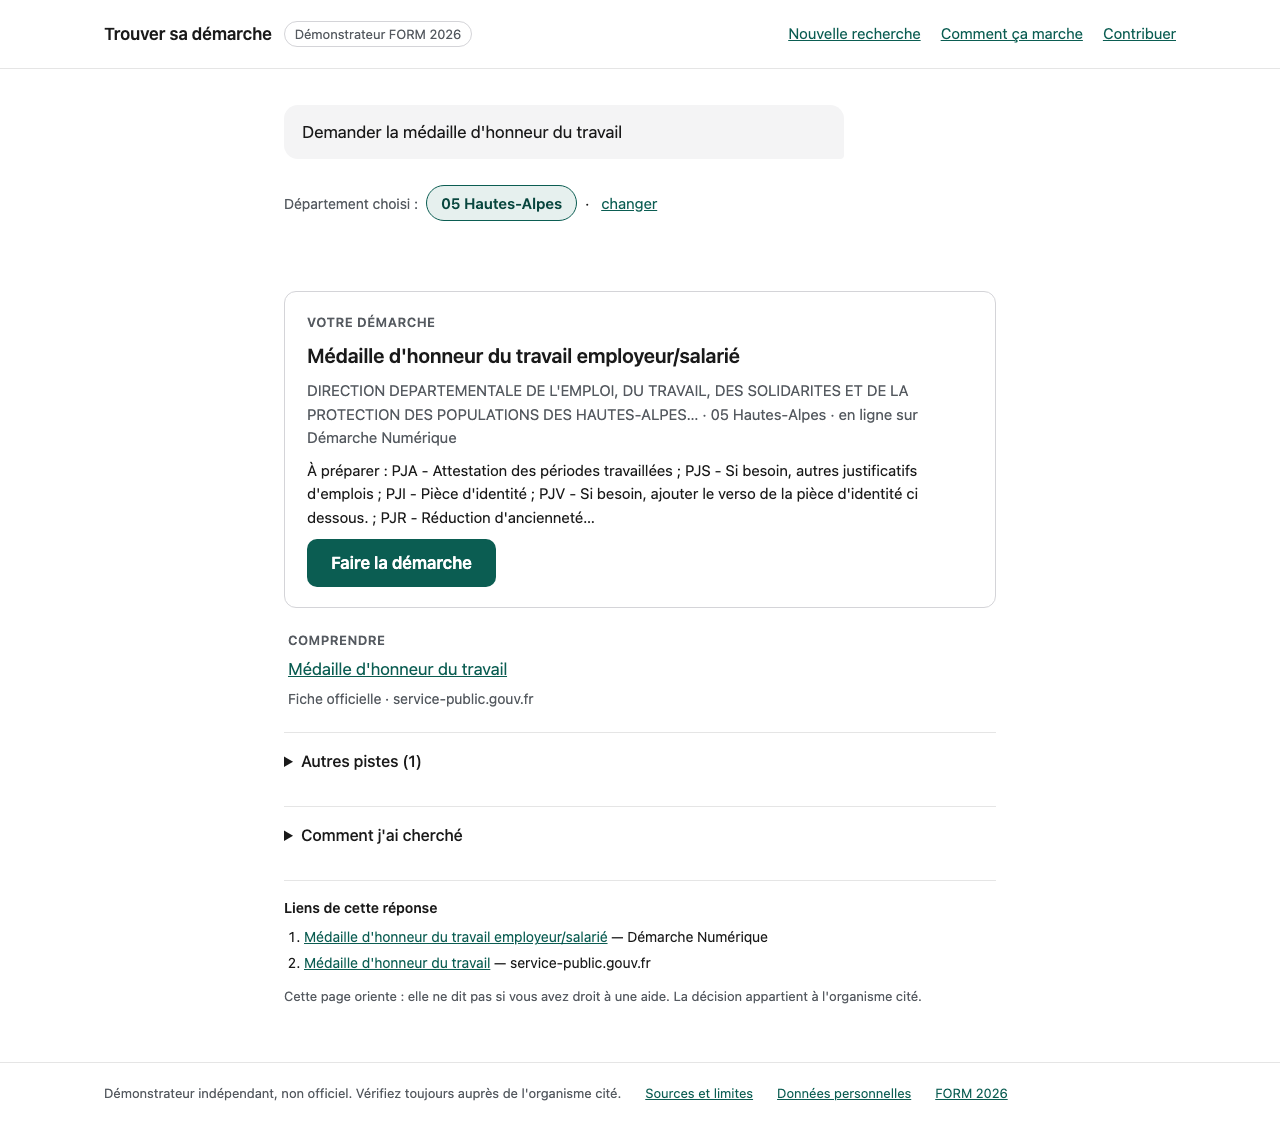 Trouver sa démarche
Démonstrateur FORM 2026
Nouvelle recherche
Comment ça marche
Contribuer
Demander la médaille d'honneur du travail
Département choisi : 05 Hautes-Alpes · changer
VOTRE DÉMARCHE
Médaille d'honneur du travail employeur/salarié
DIRECTION DEPARTEMENTALE DE L'EMPLOI, DU TRAVAIL, DES SOLIDARITES ET DE LA
PROTECTION DES POPULATIONS DES HAUTES-ALPES… · 05 Hautes-Alpes · en ligne sur
Démarche Numérique
À préparer : PJA - Attestation des périodes travaillées ; PJS - Si besoin, autres justificatifs
d'emplois ; PJI - Pièce d'identité ; PJV - Si besoin, ajouter le verso de la pièce d'identité ci
dessous. ; PJR - Réduction d'ancienneté…
Faire la démarche
COMPRENDRE
Médaille d'honneur du travail
Fiche officielle · service-public.gouv.fr
Autres pistes (1)
Comment j'ai cherché
Liens de cette réponse
1. Médaille d'honneur du travail employeur/salarié — Démarche Numérique
2. Médaille d'honneur du travail — service-public.gouv.fr
Cette page oriente : elle ne dit pas si vous avez droit à une aide. La décision appartient à l'organisme cité.
Démonstrateur indépendant, non officiel. Vérifiez toujours auprès de l'organisme cité.
Sources et limites
Données personnelles
FORM 2026